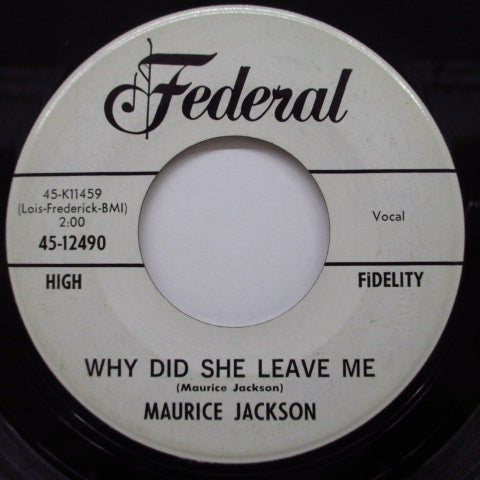 Federal
45-K11459
(Lois-Frederick-BMI)
2:00
45-12490
Vocal
HIGH FiDELITY
WHY DID SHE LEAVE ME
(Maurice Jackson)
MAURICE JACKSON